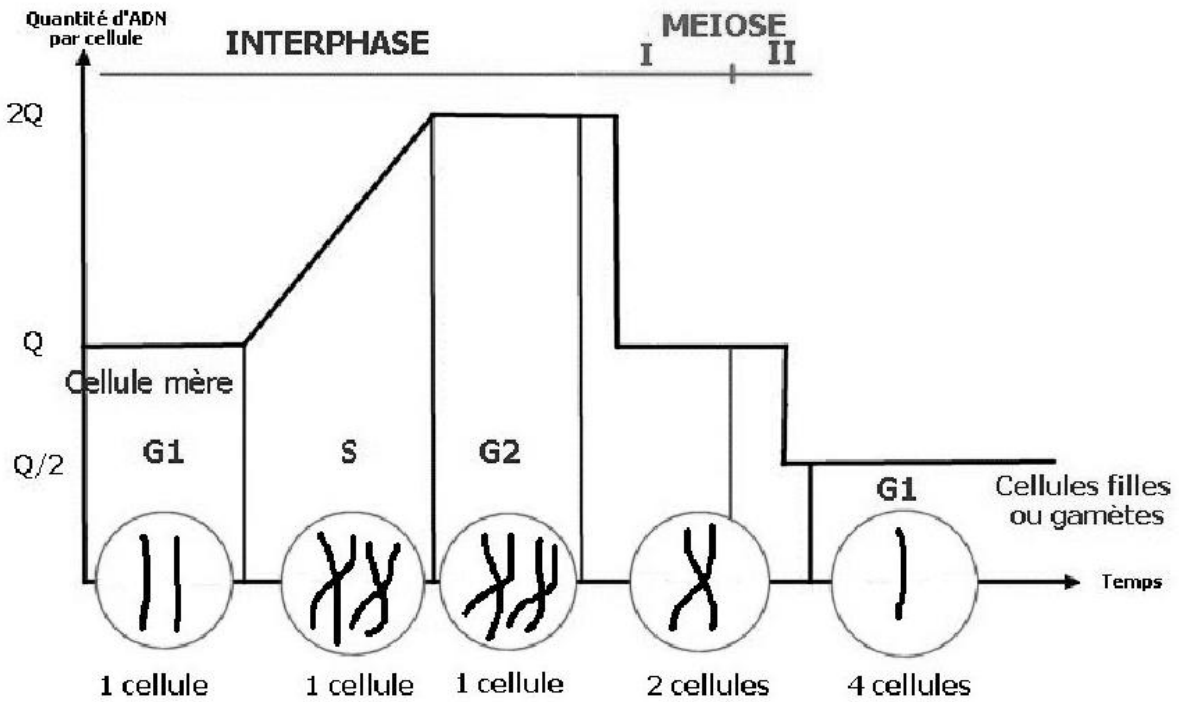 Quantité d'ADN
par cellule
INTERPHASE
MEIOSE
I
II
2Q
Q
Cellule mère
Q/2
G1
S
G2
G1
Cellules filles
ou gamètes
Temps
1 cellule
1 cellule
1 cellule
2 cellules
4 cellules